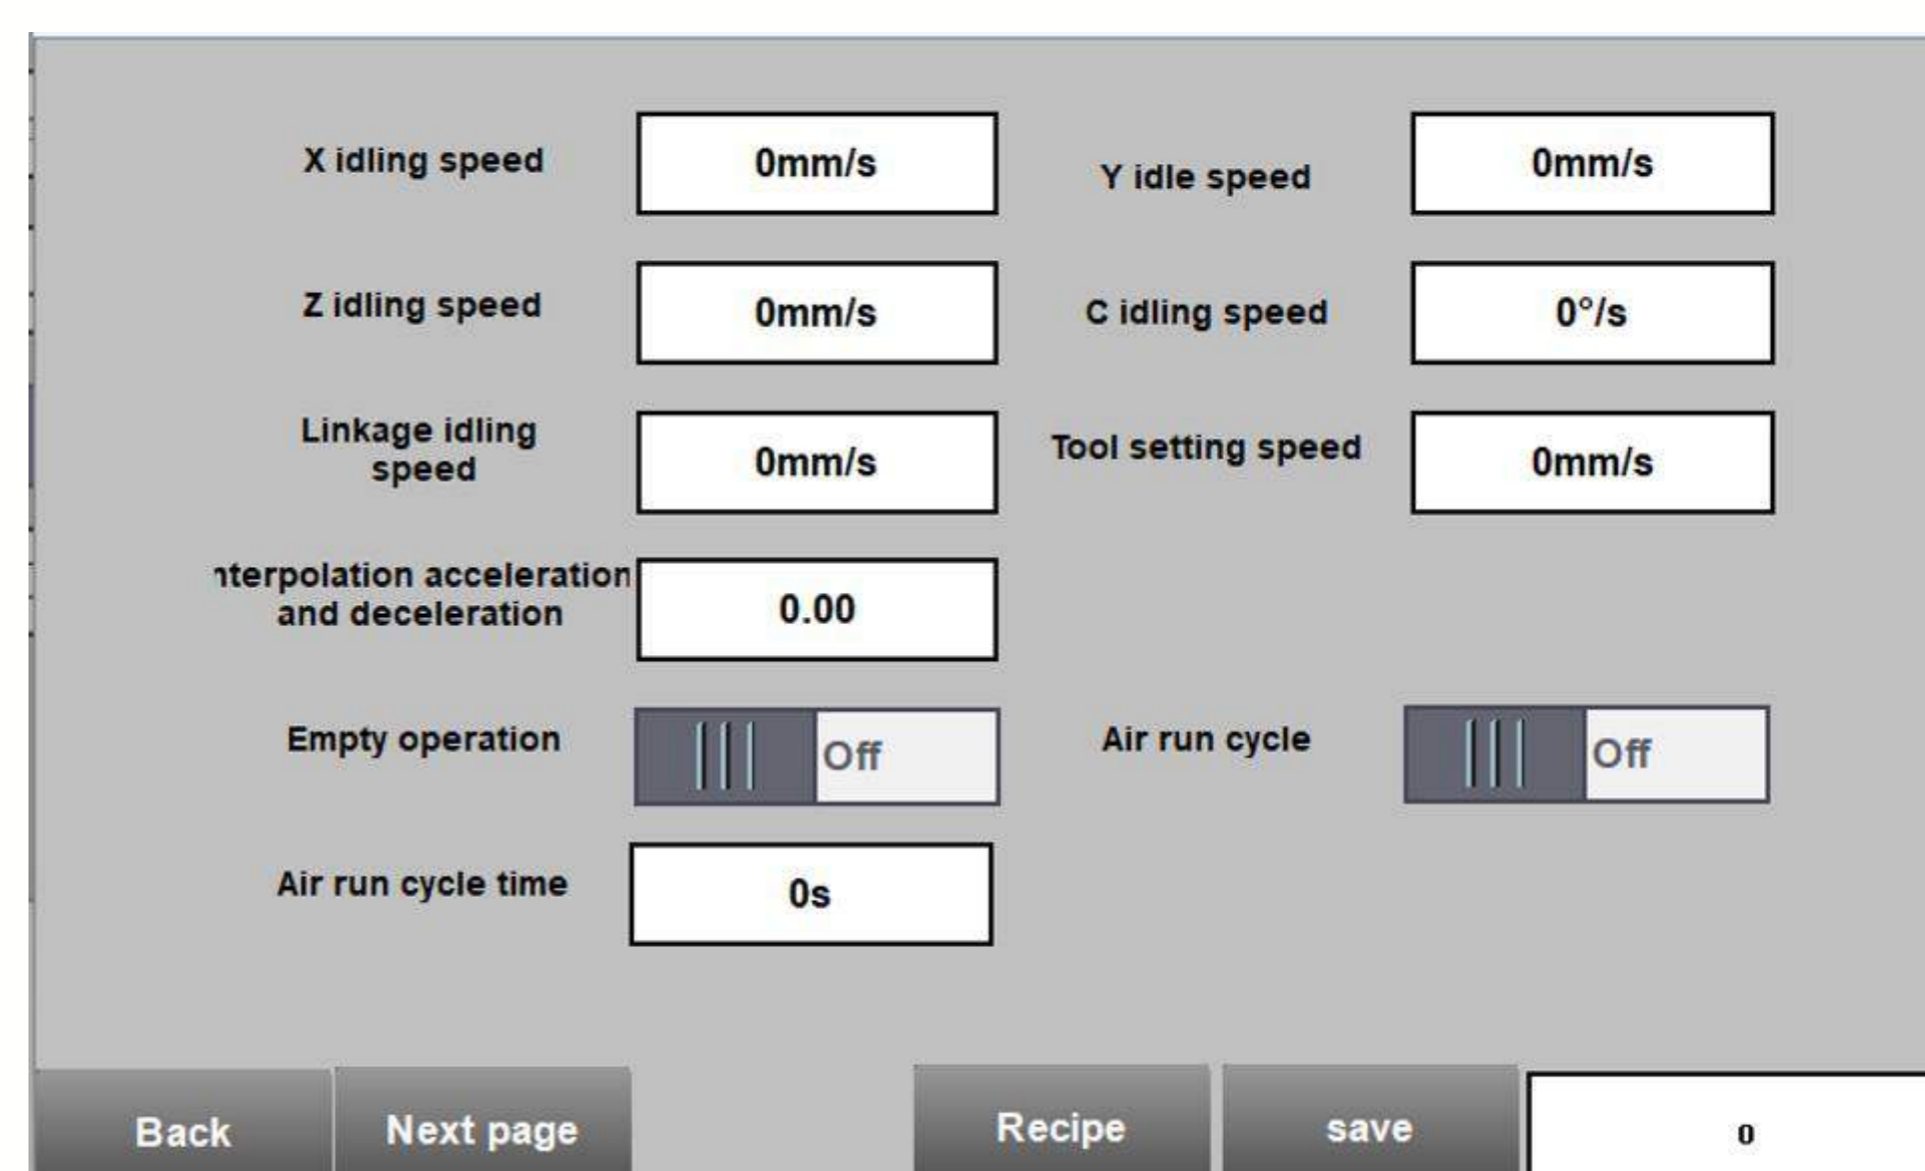 X idling speed
0mm/s
Y idle speed
0mm/s
Z idling speed
0mm/s
C idling speed
0°/s
Linkage idling
speed
0mm/s
Tool setting speed
0mm/s
nterpolation acceleration
and deceleration
0.00
Empty operation
Off
Air run cycle
Off
Air run cycle time
0s
Back
Next page
Recipe
save
0